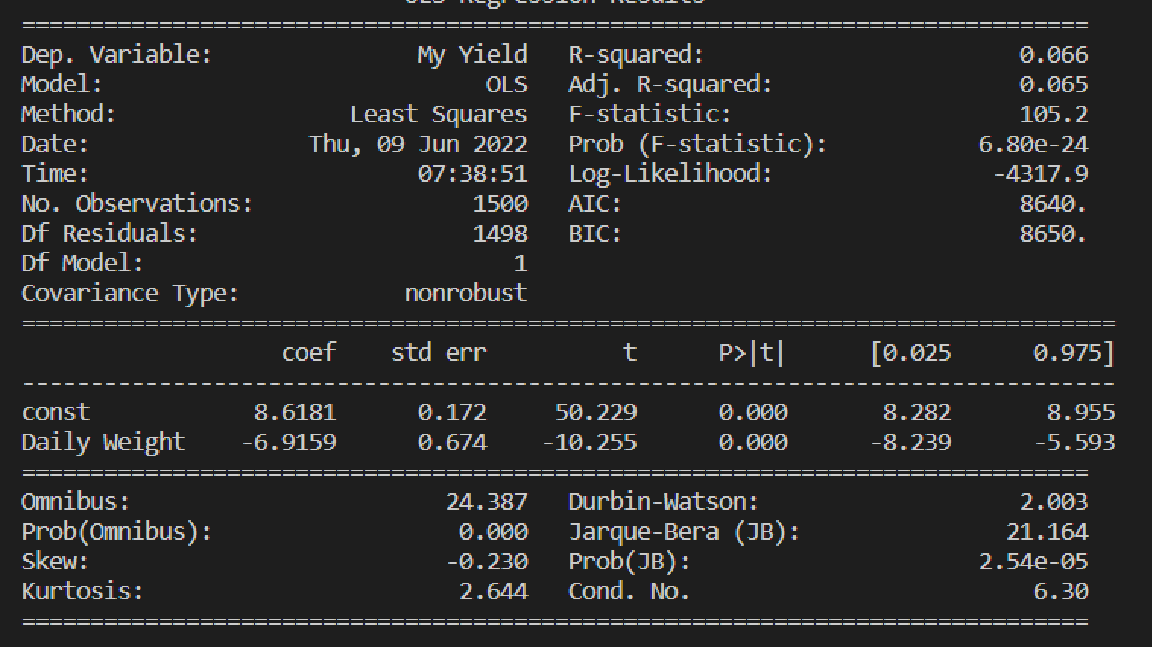 OLS Regression Results
==============================================================================
Dep. Variable:               My Yield   R-squared:                       0.066
Model:                            OLS   Adj. R-squared:                  0.065
Method:                 Least Squares   F-statistic:                     105.2
Date:                Thu, 09 Jun 2022   Prob (F-statistic):           6.80e-24
Time:                        07:38:51   Log-Likelihood:                -4317.9
No. Observations:                1500   AIC:                             8640.
Df Residuals:                    1498   BIC:                             8650.
Df Model:                           1
Covariance Type:            nonrobust
================================================================================
                   coef    std err          t      P>|t|      [0.025      0.975]
--------------------------------------------------------------------------------
const            8.6181      0.172     50.229      0.000       8.282       8.955
Daily Weight    -6.9159      0.674    -10.255      0.000      -8.239      -5.593
==============================================================================
Omnibus:                       24.387   Durbin-Watson:                   2.003
Prob(Omnibus):                  0.000   Jarque-Bera (JB):               21.164
Skew:                          -0.230   Prob(JB):                     2.54e-05
Kurtosis:                       2.644   Cond. No.                         6.30
==============================================================================